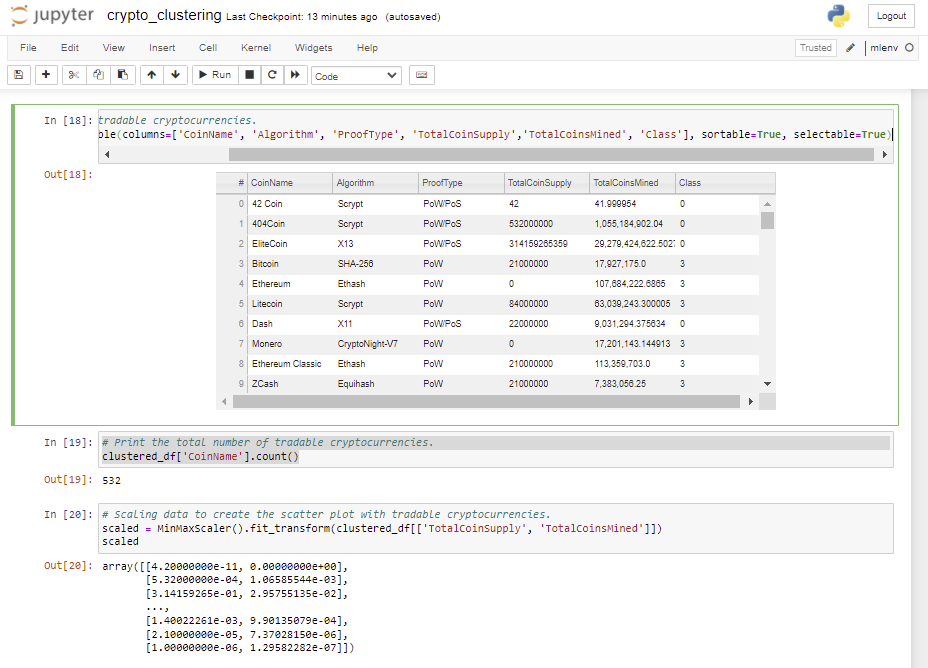 jupyter crypto_clustering Last Checkpoint: 13 minutes ago (autosaved)
Logout
File Edit View Insert Cell Kernel Widgets Help
Trusted mlenv
Run Code
In [18]: tradable cryptocurrencies.
ble(columns=['CoinName', 'Algorithm', 'ProofType', 'TotalCoinSupply','TotalCoinsMined', 'Class'], sortable=True, selectable=True)
Out[18]:
# CoinName Algorithm ProofType TotalCoinSupply TotalCoinsMined Class
0 42 Coin Scrypt PoW/PoS 42 41.999954 0
1 404Coin Scrypt PoW/PoS 532000000 1,055,184,902.04 0
2 EliteCoin X13 PoW/PoS 314159265359 29,279,424,622.5027 0
3 Bitcoin SHA-256 PoW 21000000 17,927,175.0 3
4 Ethereum Ethash PoW 0 107,684,222.6865 3
5 Litecoin Scrypt PoW 84000000 63,039,243.300005 3
6 Dash X11 PoW/PoS 22000000 9,031,294.375634 0
7 Monero CryptoNight-V7 PoW 0 17,201,143.144913 3
8 Ethereum Classic Ethash PoW 210000000 113,359,703.0 3
9 ZCash Equihash PoW 21000000 7,383,056.25 3
In [19]: # Print the total number of tradable cryptocurrencies.
clustered_df['CoinName'].count()
Out[19]: 532
In [20]: # Scaling data to create the scatter plot with tradable cryptocurrencies.
scaled = MinMaxScaler().fit_transform(clustered_df[['TotalCoinSupply', 'TotalCoinsMined']])
scaled
Out[20]: array([[4.20000000e-11, 0.00000000e+00],
[5.32000000e-04, 1.06585544e-03],
[3.14159265e-01, 2.95755135e-02],
...,
[1.40022261e-03, 9.90135079e-04],
[2.10000000e-05, 7.37028150e-06],
[1.00000000e-06, 1.29582282e-07]])